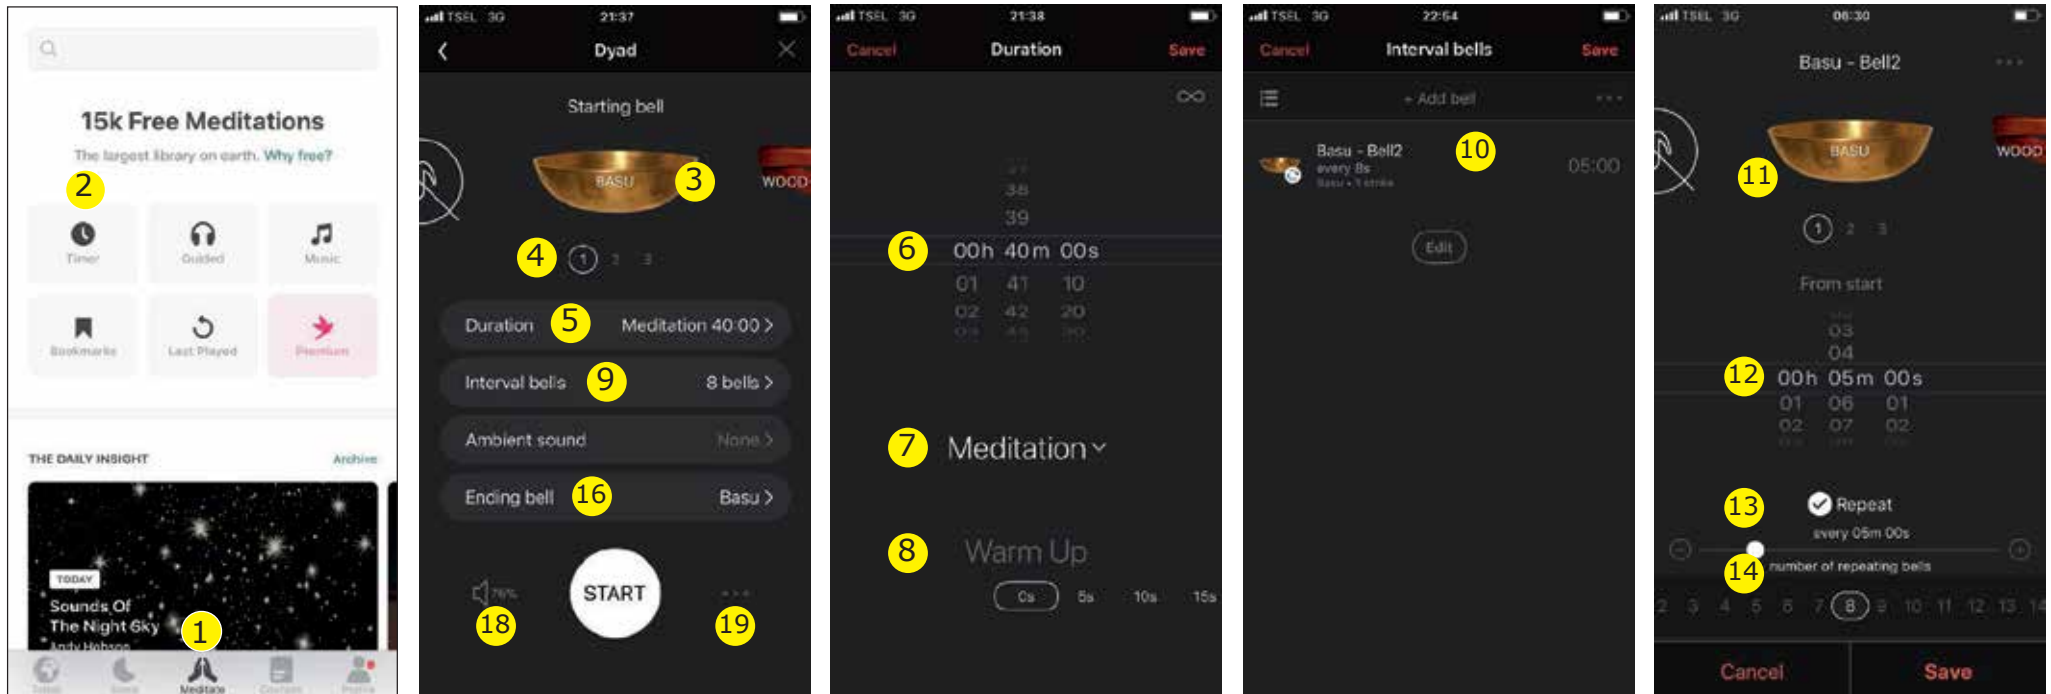 15k Free Meditations
The largest library on earth. Why free?
2
Timer
Guided
Music
Bookmarks
Last Played
Premium
THE DAILY INSIGHT
Archive
TODAY
Sounds Of
The Night Sky
Andy Hobson
1
Meditate
Courses
Profile
TSEL 3G
21:37
Dyad
Starting bell
BASU
3
WOOD
4
1 2 3
Duration
5
Meditation 40:00 >
Interval bells
9
8 bells >
Ambient sound
None >
Ending bell
16
Basu >
76%
START
18
19
TSEL 3G
21:38
Cancel
Duration
Save
38
39
6
00h 40m 00s
01 41 10
02 42 20
7
Meditation
8
Warm Up
0s 5s 10s 15s
TSEL 3G
22:54
Cancel
Interval bells
Save
+ Add bell
Basu - Bell2
10
every 8s
Basu • 1 strike
05:00
Edit
TSEL 3G
06:30
Basu - Bell2
BASU
WOOD
11
1 2 3
From start
03
04
12
00h 05m 00s
01 06 01
02 07 02
13
Repeat
every 05m 00s
14
number of repeating bells
2 3 4 5 6 7 8 9 10 11 12 13 14
Cancel
Save